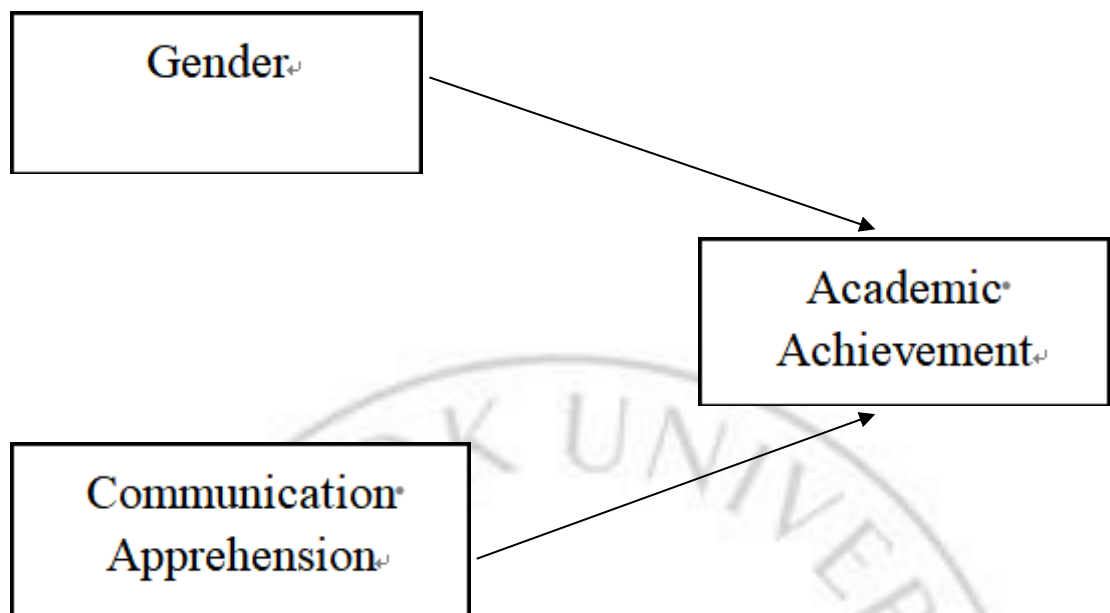 Gender
Academic
Achievement
Communication
Apprehension
K UNIVER